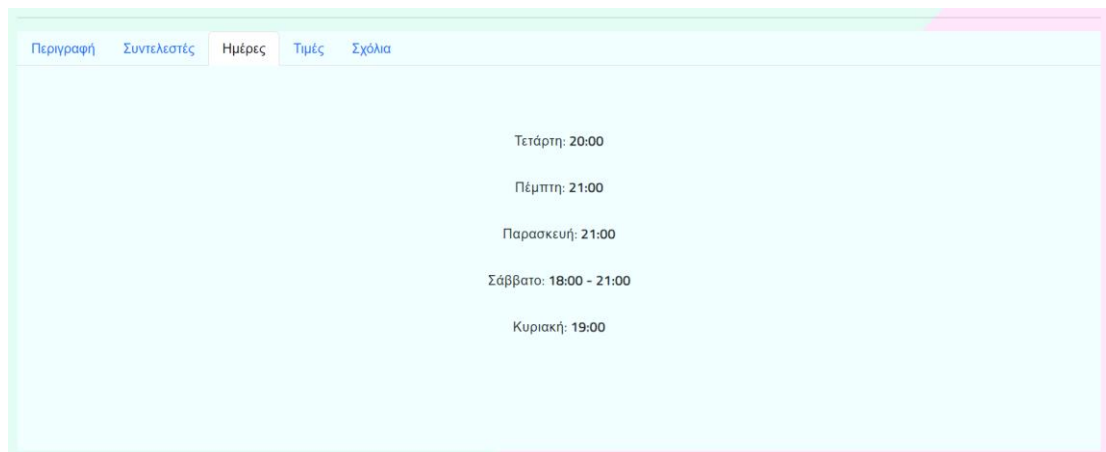 Περιγραφή Συντελεστές Ημέρες Τιμές Σχόλια
Τετάρτη: 20:00
Πέμπτη: 21:00
Παρασκευή: 21:00
Σάββατο: 18:00 - 21:00
Κυριακή: 19:00